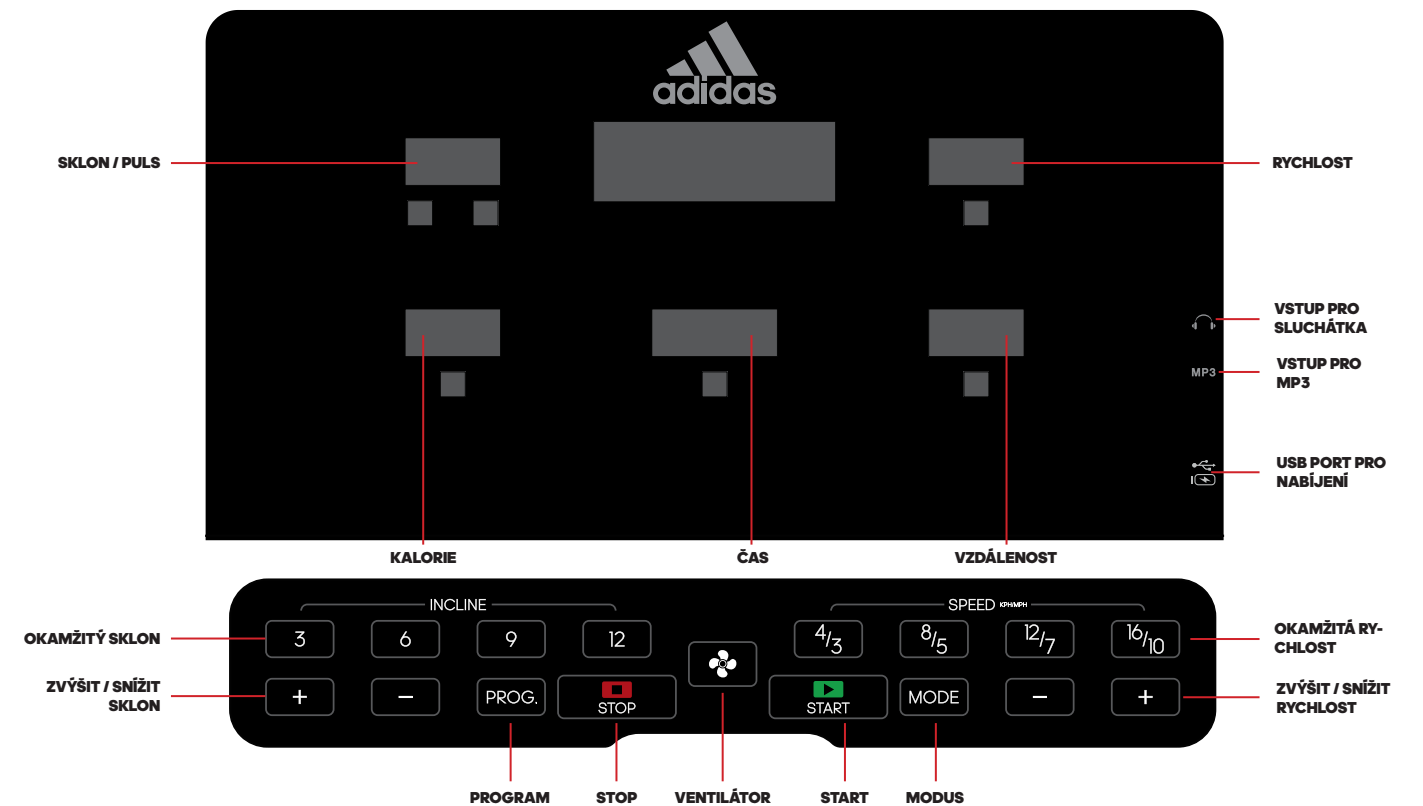 adidas
SKLON / PULS
RYCHLOST
VSTUP PRO
SLUCHÁTKA
MP3
VSTUP PRO
MP3
USB PORT PRO
NABÍJENÍ
KALORIE
ČAS
VZDÁLENOST
INCLINE
SPEED KPH/MPH
OKAMŽITÝ SKLON
3
6
9
12
4/3
8/5
12/7
16/10
OKAMŽITÁ RY-
CHLOST
ZVÝŠIT / SNÍŽIT
SKLON
+
−
PROG.
STOP
START
MODE
−
+
ZVÝŠIT / SNÍŽIT
RYCHLOST
PROGRAM
STOP
VENTILÁTOR
START
MODUS